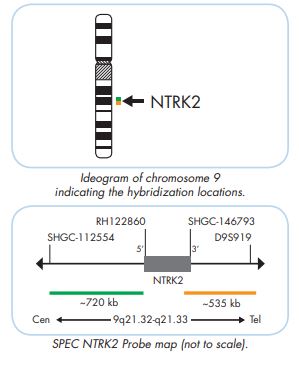 NTRK2
Ideogram of chromosome 9
indicating the hybridization locations.
RH122860 SHGC-146793
SHGC-112554 D9S919
5' 3'
NTRK2
~720 kb ~535 kb
Cen 9q21.32-q21.33 Tel
SPEC NTRK2 Probe map (not to scale).